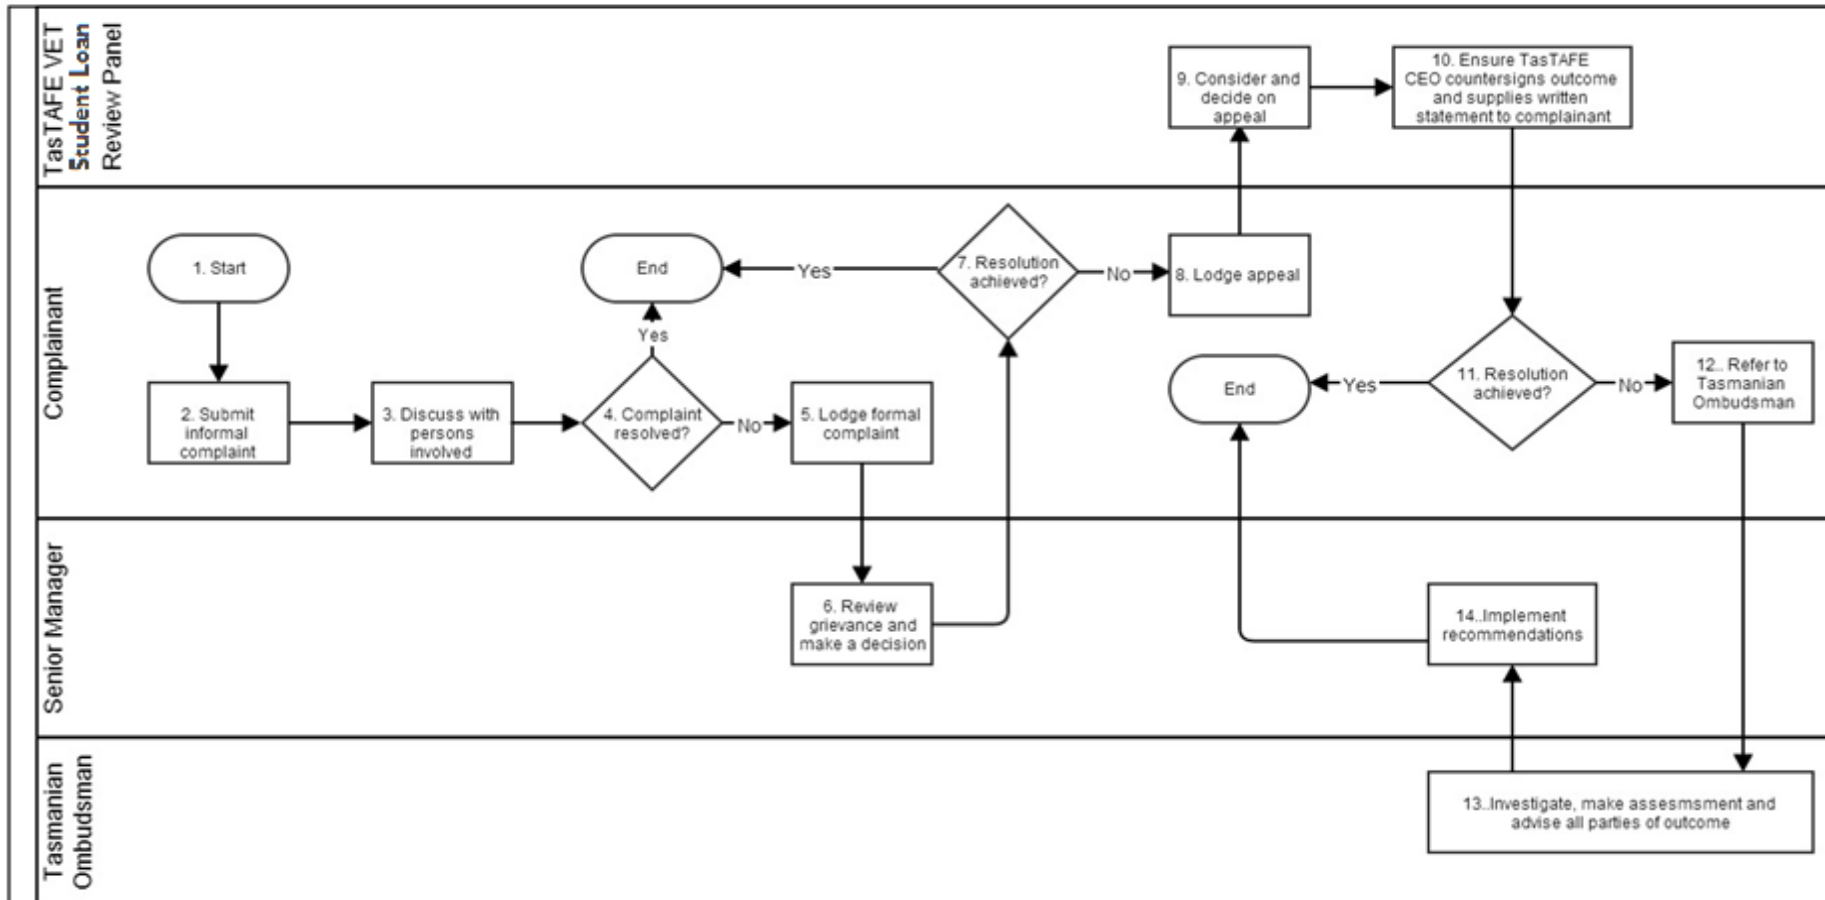 TasTAFE VET
Student Loan
Review Panel
9. Consider and
decide on
appeal
10. Ensure TasTAFE
CEO countersigns outcome
and supplies written
statement to complainant
Complainant
1. Start
2. Submit
informal
complaint
3. Discuss with
persons
involved
End
Yes
4. Complaint
resolved?
No
5. Lodge formal
complaint
Yes
7. Resolution
achieved?
No
8. Lodge appeal
End
Yes
11. Resolution
achieved?
No
12.. Refer to
Tasmanian
Ombudsman
Senior Manager
6. Review
grievance and
make a decision
14..Implement
recommendations
Tasmanian
Ombudsman
13..Investigate, make assesmsment and
advise all parties of outcome